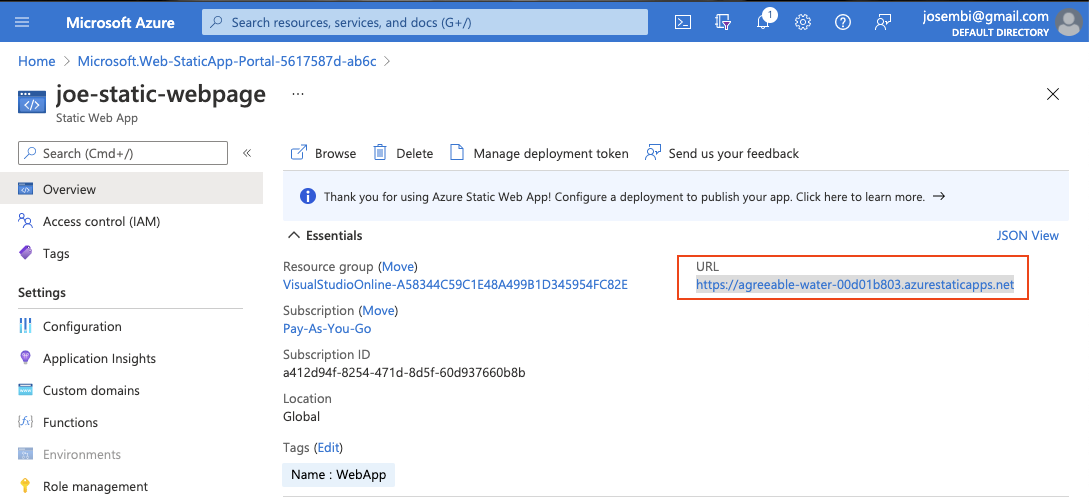 Microsoft Azure
Search resources, services, and docs (G+/)
1
josembi@gmail.com
DEFAULT DIRECTORY
Home > Microsoft.Web-StaticApp-Portal-5617587d-ab6c >
joe-static-webpage ...
Static Web App
Search (Cmd+/)
«
Overview
Access control (IAM)
Tags
Settings
Configuration
Application Insights
Custom domains
Functions
Environments
Role management
Browse
Delete
Manage deployment token
Send us your feedback
Thank you for using Azure Static Web App! Configure a deployment to publish your app. Click here to learn more. →
Essentials
JSON View
Resource group (Move)
VisualStudioOnline-A58344C59C1E48A499B1D345954FC82E
Subscription (Move)
Pay-As-You-Go
Subscription ID
a412d94f-8254-471d-8d5f-60d937660b8b
Location
Global
Tags (Edit)
Name : WebApp
URL
https://agreeable-water-00d01b803.azurestaticapps.net